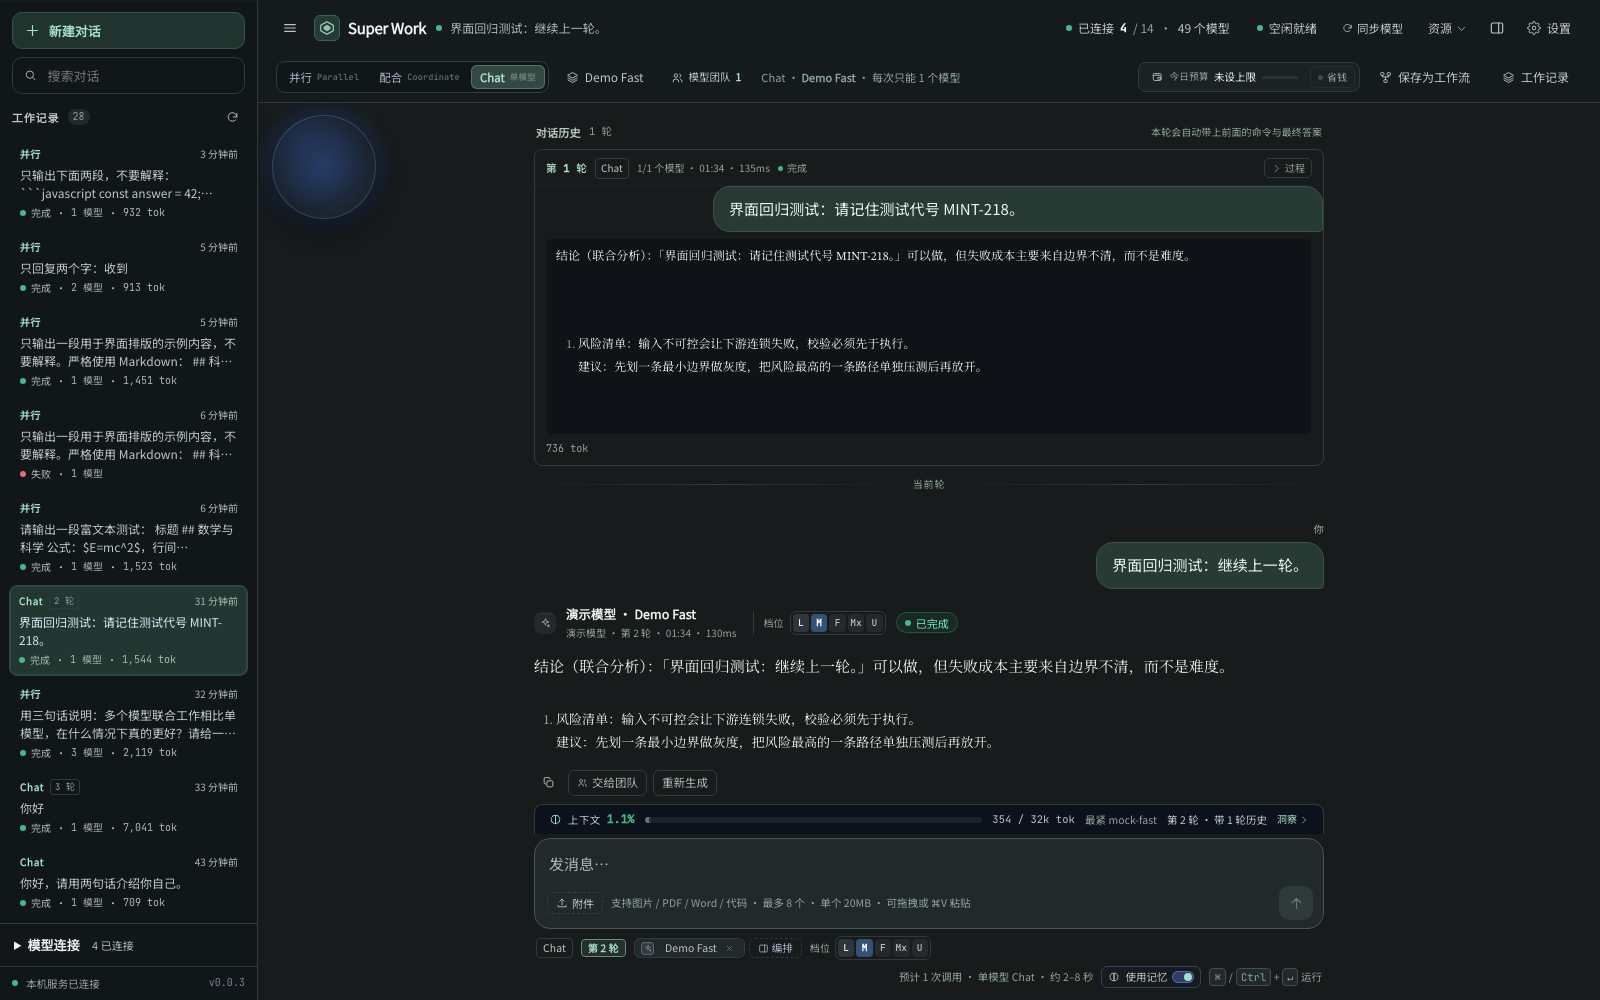 新建对话
搜索对话
工作记录 28
并行 3 分钟前
只输出下面两段，不要解释：
```javascript const answer = 42;…
完成 · 1 模型 · 932 tok
并行 5 分钟前
只回复两个字：收到
完成 · 2 模型 · 913 tok
并行 5 分钟前
只输出一段用于界面排版的示例内容，不
要解释。严格使用 Markdown： ## 科…
完成 · 1 模型 · 1,451 tok
并行 6 分钟前
只输出一段用于界面排版的示例内容，不
要解释。严格使用 Markdown： ## 科…
失败 · 1 模型
并行 6 分钟前
请输出一段富文本测试： 标题 ## 数学与
科学 公式：$E=mc^2$，行间…
完成 · 1 模型 · 1,523 tok
Chat 2 轮 31 分钟前
界面回归测试：请记住测试代号 MINT-
218。
完成 · 1 模型 · 1,544 tok
并行 32 分钟前
用三句话说明：多个模型联合工作相比单
模型，在什么情况下真的更好？请给一…
完成 · 3 模型 · 2,119 tok
Chat 3 轮 33 分钟前
你好
完成 · 1 模型 · 7,041 tok
Chat 43 分钟前
你好，请用两句话介绍你自己。
完成 · 1 模型 · 709 tok
模型连接 4 已连接
本机服务已连接 v0.0.3
Super Work 界面回归测试：继续上一轮。 已连接 4 / 14 · 49 个模型 空闲就绪 同步模型 资源 设置
并行 Parallel 配合 Coordinate Chat 单模型 Demo Fast 模型团队 1 Chat · Demo Fast · 每次只能 1 个模型 今日预算 未设上限 省钱 保存为工作流 工作记录
对话历史 1 轮 本轮会自动带上前面的命令与最终答案
第 1 轮 Chat 1/1 个模型 · 01:34 · 135ms 完成 过程
界面回归测试：请记住测试代号 MINT-218。
结论（联合分析）：「界面回归测试：请记住测试代号 MINT-218。」可以做，但失败成本主要来自边界不清，而不是难度。
1. 风险清单：输入不可控会让下游连锁失败，校验必须先于执行。
建议：先划一条最小边界做灰度，把风险最高的一条路径单独压测后再放开。
736 tok
当前轮
你
界面回归测试：继续上一轮。
演示模型 · Demo Fast 档位 L M F Mx U 已完成
演示模型 · 第 2 轮 · 01:34 · 130ms
结论（联合分析）：「界面回归测试：继续上一轮。」可以做，但失败成本主要来自边界不清，而不是难度。
1. 风险清单：输入不可控会让下游连锁失败，校验必须先于执行。
建议：先划一条最小边界做灰度，把风险最高的一条路径单独压测后再放开。
交给团队 重新生成
上下文 1.1% 354 / 32k tok 最紧 mock-fast 第 2 轮 · 带 1 轮历史 洞察
发消息…
附件 支持图片 / PDF / Word / 代码 · 最多 8 个 · 单个 20MB · 可拖拽或 ⌘V 粘贴
Chat 第 2 轮 Demo Fast × 编排 档位 L M F Mx U
预计 1 次调用 · 单模型 Chat · 约 2–8 秒 使用记忆 ⌘ / Ctrl + ↵ 运行